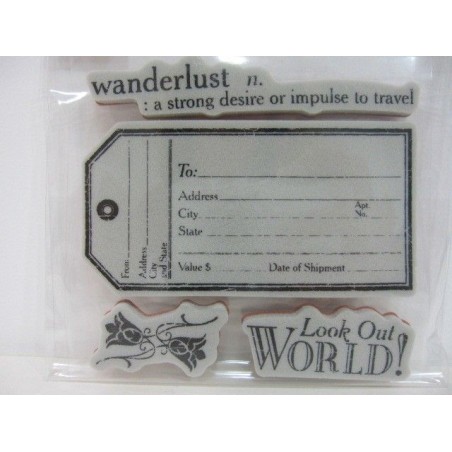 wanderlust n.
: a strong desire or impulse to travel
To:
Address
City Apt. No.
State
Value $ Date of Shipment
From
Address
City
and State
Look Out
WORLD!